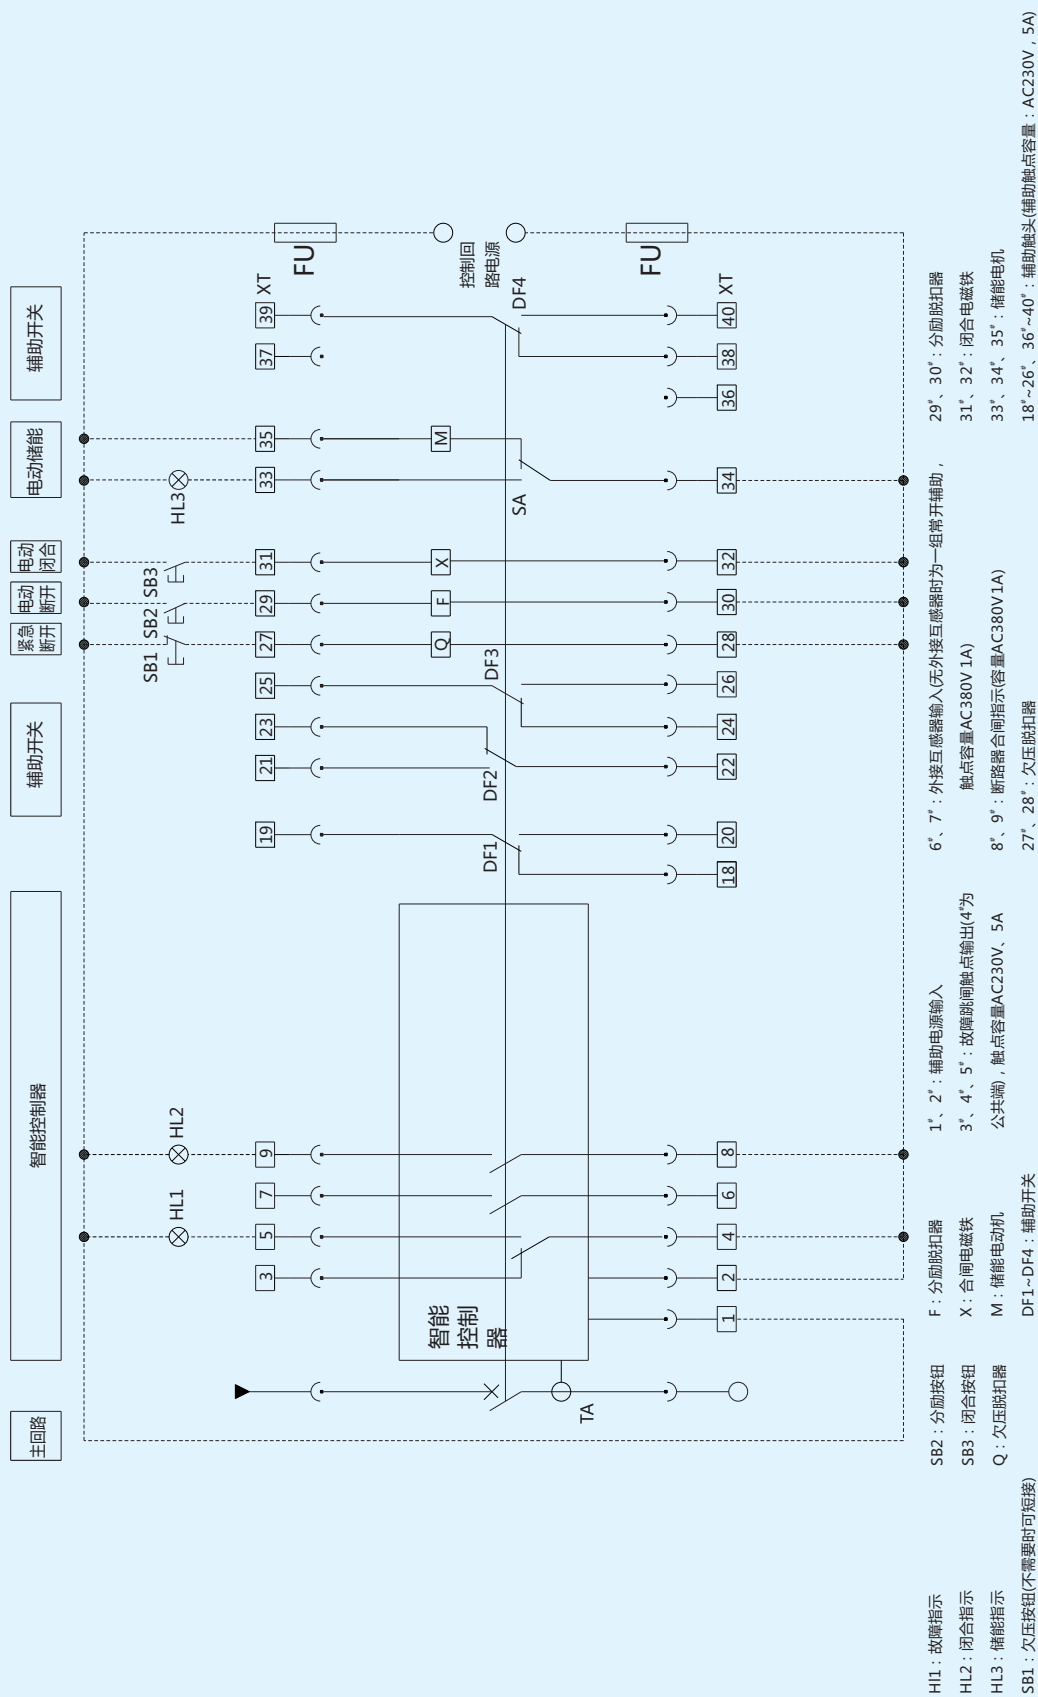 主回路
智能控制器
辅助开关
紧急
断开
电动
断开
电动
闭合
电动储能
辅助开关
HL1
HL2
SB1
SB2
SB3
HL3
3
5
7
9
19
21
23
25
27
29
31
33
35
37
39
XT
FU
智能
控制
器
Q
F
X
M
控制回
路电源
TA
DF1
DF2
DF3
SA
DF4
1
2
4
6
8
18
20
22
24
26
28
30
32
34
36
38
40
XT
FU
Hl1：故障指示
HL2：闭合指示
HL3：储能指示
SB1：欠压按钮(不需要时可短接)
SB2：分励按钮
SB3：闭合按钮
Q：欠压脱扣器
F：分励脱扣器
X：合闸电磁铁
M：储能电动机
DF1~DF4：辅助开关
1#、2#：辅助电源输入
3#、4#、5#：故障跳闸触点输出(4#为
公共端)，触点容量AC230V、5A
6#、7#：外接互感器输入(无外接互感器时为一组常开辅助，
触点容量AC380V 1A)
8#、9#：断路器合闸指示(容量AC380V1A)
27#、28#：欠压脱扣器
29#、30#：分励脱扣器
31#、32#：闭合电磁铁
33#、34#、35#：储能电机
18#~26#、36#~40#：辅助触头(辅助触点容量：AC230V，5A)